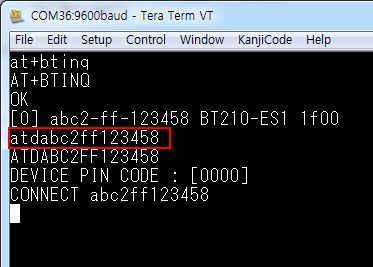 COM36:9600baud - Tera Term VT
File Edit Setup Control Window KanjiCode Help
at+btinq
AT+BTINQ
OK
[0] abc2-ff-123458 BT210-ES1 1f00
atdabc2ff123458
ATDABC2FF123458
DEVICE PIN CODE : [0000]
CONNECT abc2ff123458